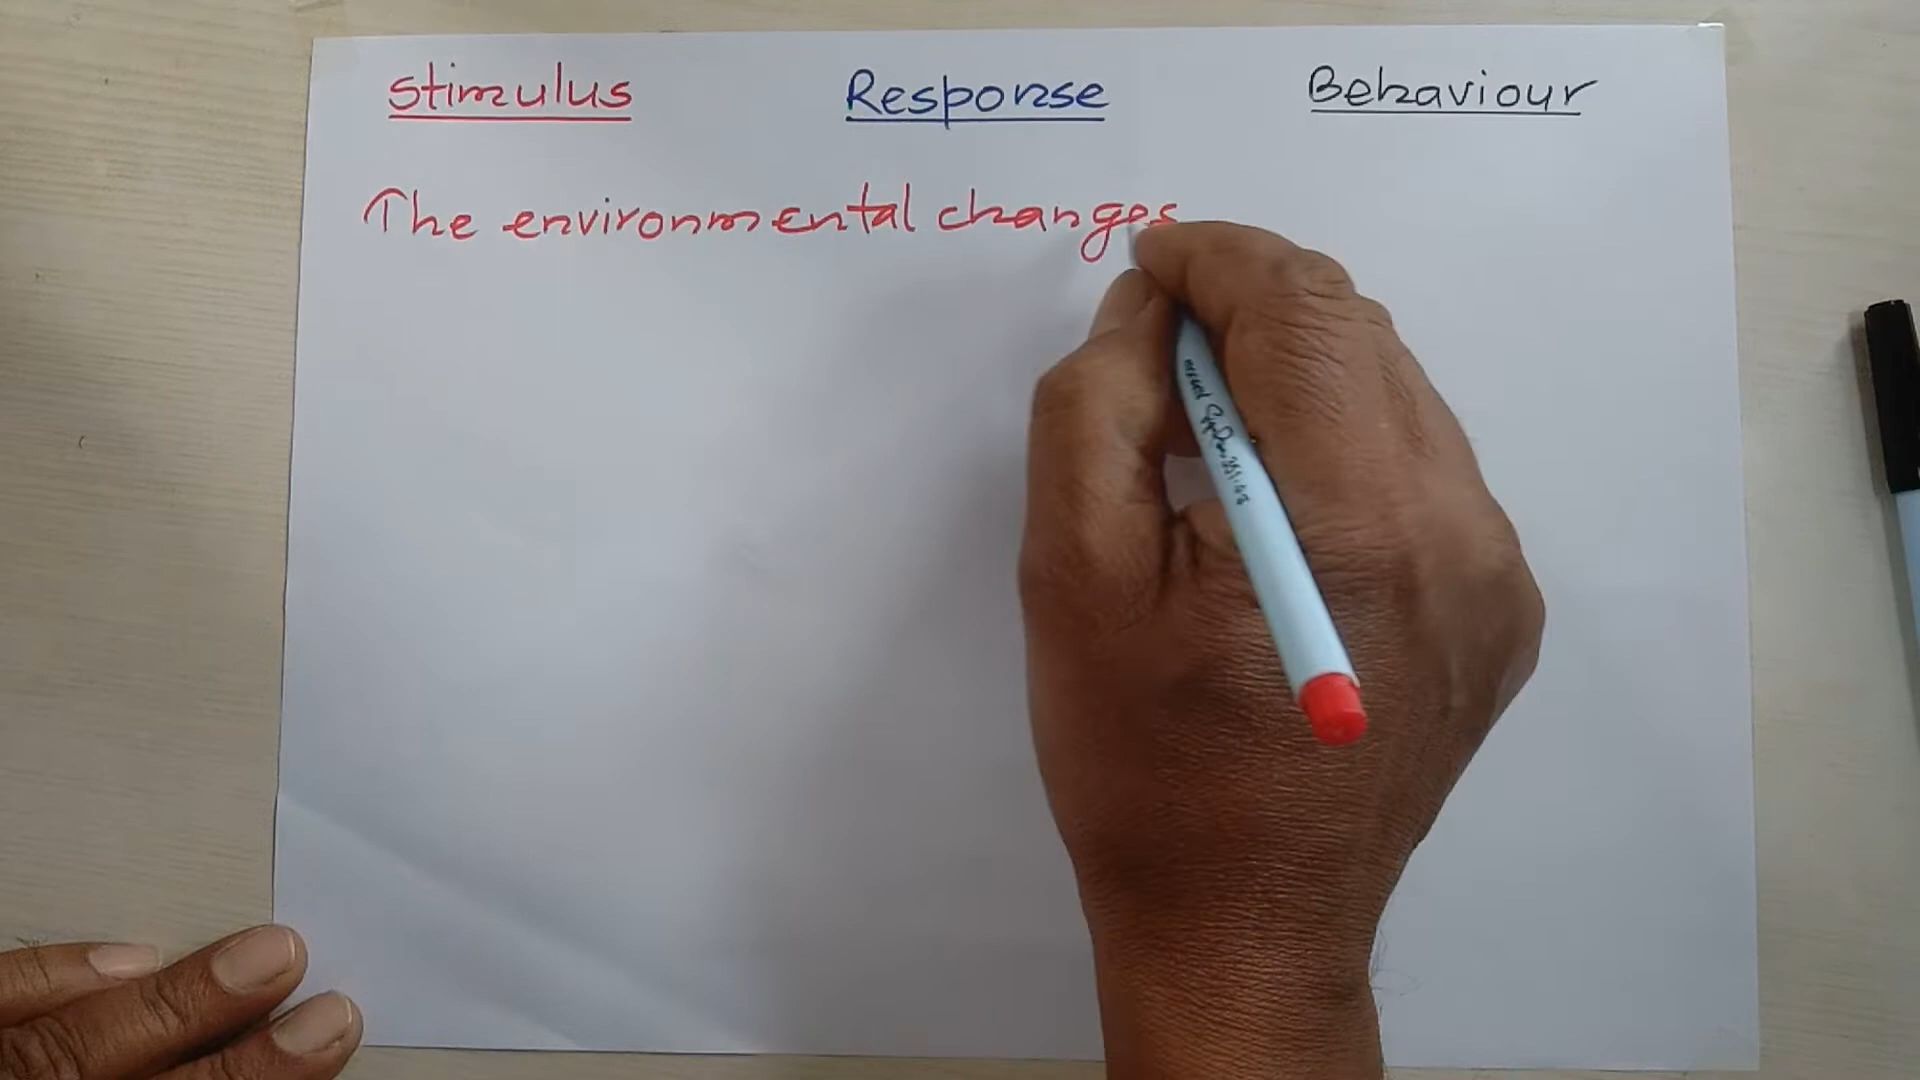 Stimulus Response Behaviour
The environmental changes